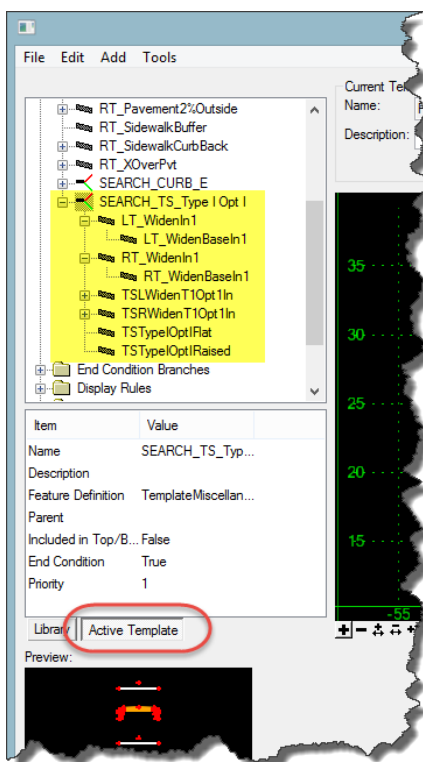 File Edit Add Tools
RT_Pavement2%Outside
RT_SidewalkBuffer
RT_SidewalkCurbBack
RT_XOverPvt
SEARCH_CURB_E
SEARCH_TS_Type I Opt I
LT_WidenIn1
LT_WidenBaseIn1
RT_WidenIn1
RT_WidenBaseIn1
TSLWidenT1Opt1In
TSRWidenT1Opt1In
TSTypeIOptIFlat
TSTypeIOptIRaised
End Condition Branches
Display Rules
Item Value
Name SEARCH_TS_Typ...
Description
Feature Definition TemplateMiscellan...
Parent
Included in Top/B... False
End Condition True
Priority 1
Library Active Template
Preview:
Current
Name:
Description:
35
30
25
20
15
-55